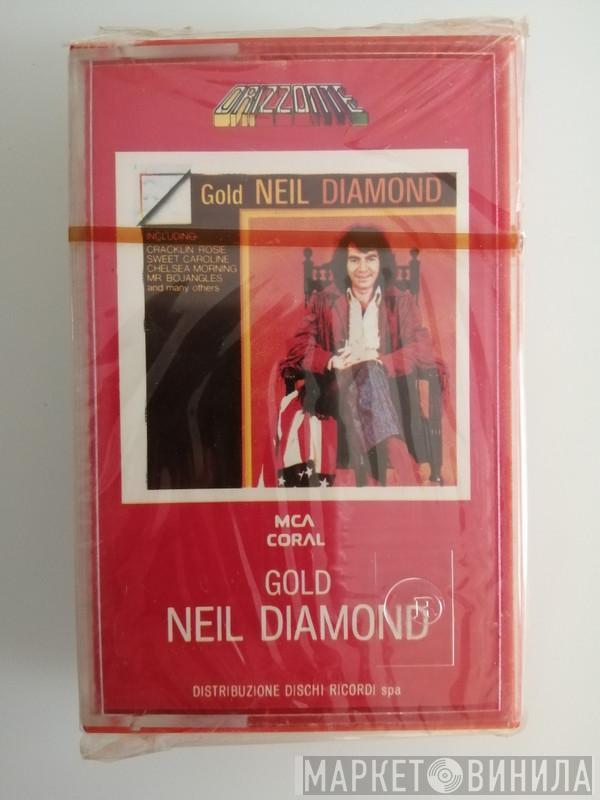 ORIZZONTE
Gold NEIL DIAMOND
INCLUDING:
CRACKLIN ROSIE
SWEET CAROLINE
CHELSEA MORNING
MR BOJANGLES
and many others
MCA
CORAL
GOLD
NEIL DIAMOND
R
DISTRIBUZIONE DISCHI RICORDI spa
МАРКЕТ ВИНИЛА